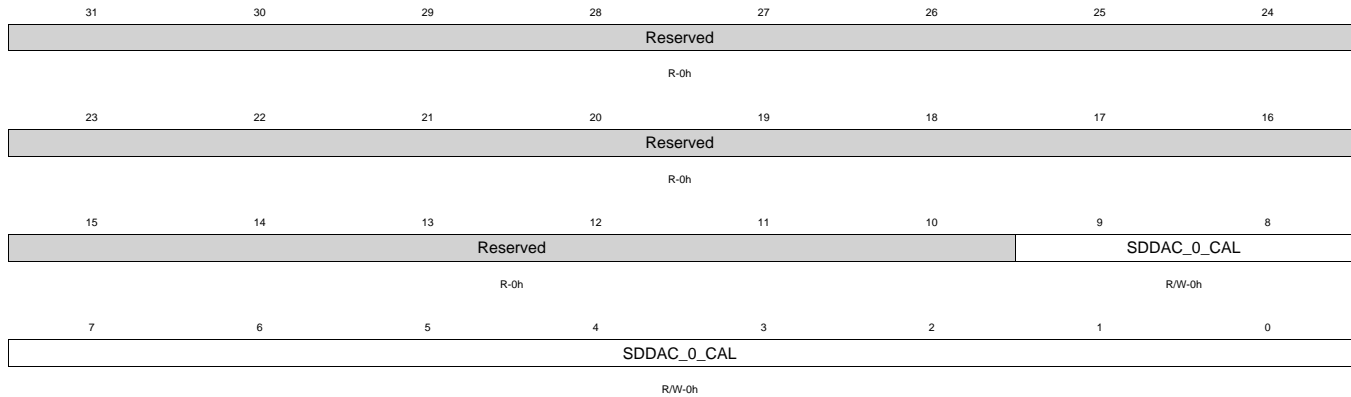 31 30 29 28 27 26 25 24
Reserved
R-0h
23 22 21 20 19 18 17 16
Reserved
R-0h
15 14 13 12 11 10 9 8
Reserved SDDAC_0_CAL
R-0h R/W-0h
7 6 5 4 3 2 1 0
SDDAC_0_CAL
R/W-0h